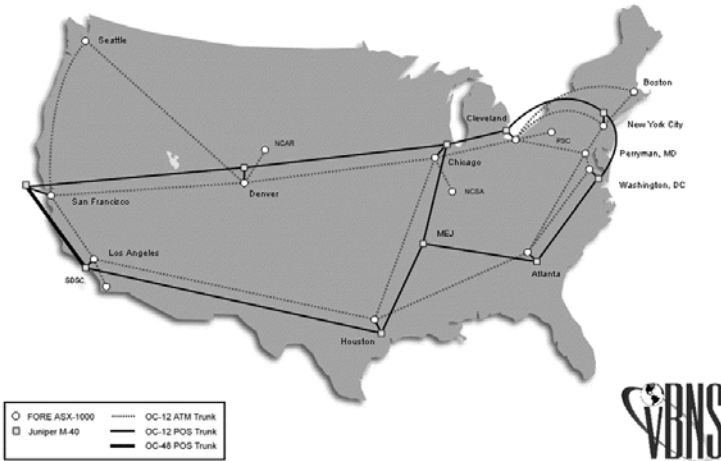 Seattle
Boston
Cleveland
New York City
NCAR
PSC
Chicago
Perryman, MD
Denver
NCSA
Washington, DC
San Francisco
MEJ
Los Angeles
Atlanta
SDSC
Houston
FORE ASX-1000
OC-12 ATM Trunk
Juniper M-40
OC-12 POS Trunk
OC-48 POS Trunk
vBNS